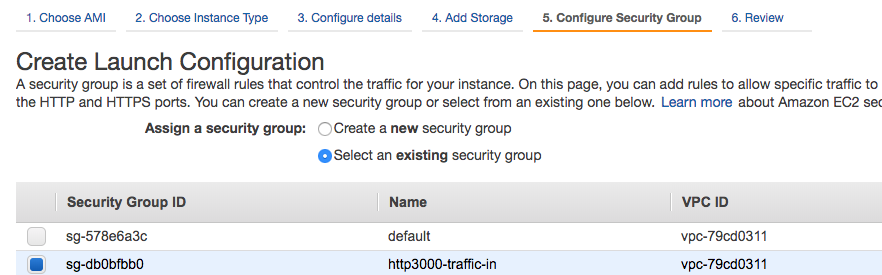 1. Choose AMI 2. Choose Instance Type 3. Configure details 4. Add Storage 5. Configure Security Group 6. Review
Create Launch Configuration
A security group is a set of firewall rules that control the traffic for your instance. On this page, you can add rules to allow specific traffic to
the HTTP and HTTPS ports. You can create a new security group or select from an existing one below. Learn more about Amazon EC2 sec
Assign a security group: Create a new security group
Select an existing security group
Security Group ID Name VPC ID
sg-578e6a3c default vpc-79cd0311
sg-db0bfbb0 http3000-traffic-in vpc-79cd0311